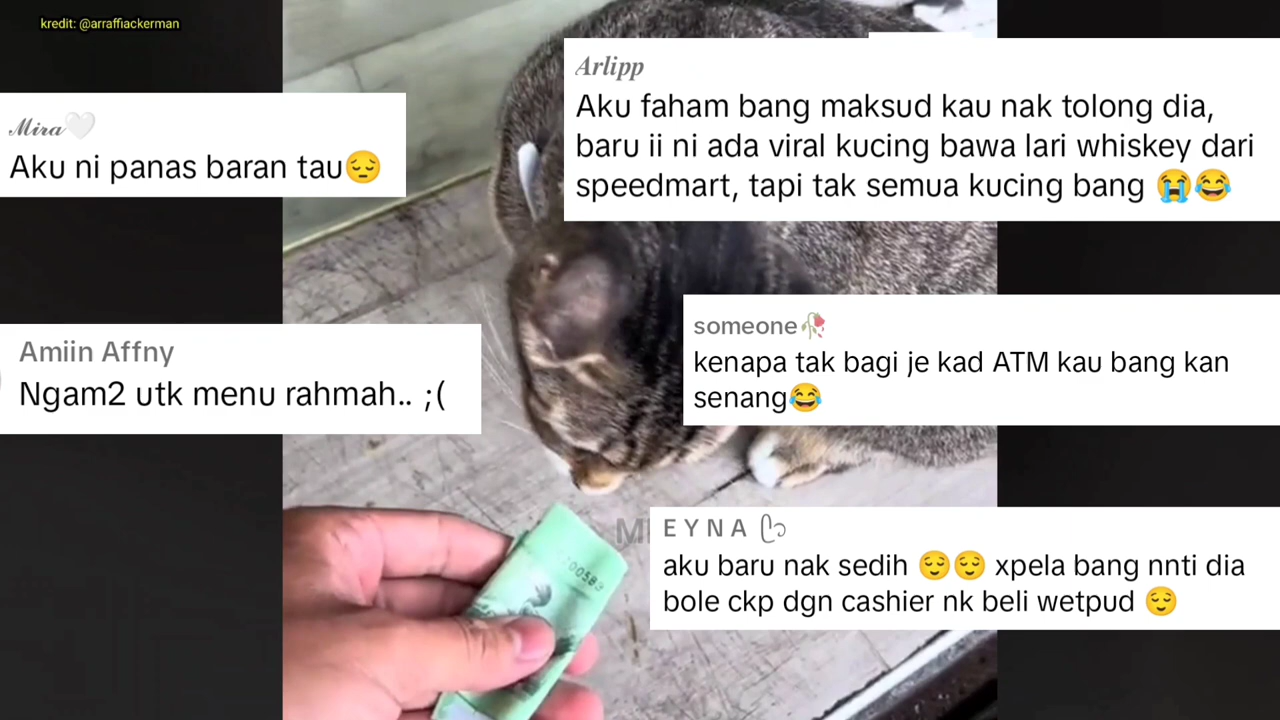 kredit: @arraffiackerman
Mira🤍
Aku ni panas baran tau😔
Arlipp
Aku faham bang maksud kau nak tolong dia,
baru ii ni ada viral kucing bawa lari whiskey dari
speedmart, tapi tak semua kucing bang 😭😂
Amiin Affny
Ngam2 utk menu rahmah.. ;(
someone🥀
kenapa tak bagi je kad ATM kau bang kan
senang😂
EYNA
aku baru nak sedih 😌😌 xpela bang nnti dia
bole ckp dgn cashier nk beli wetpud 😌